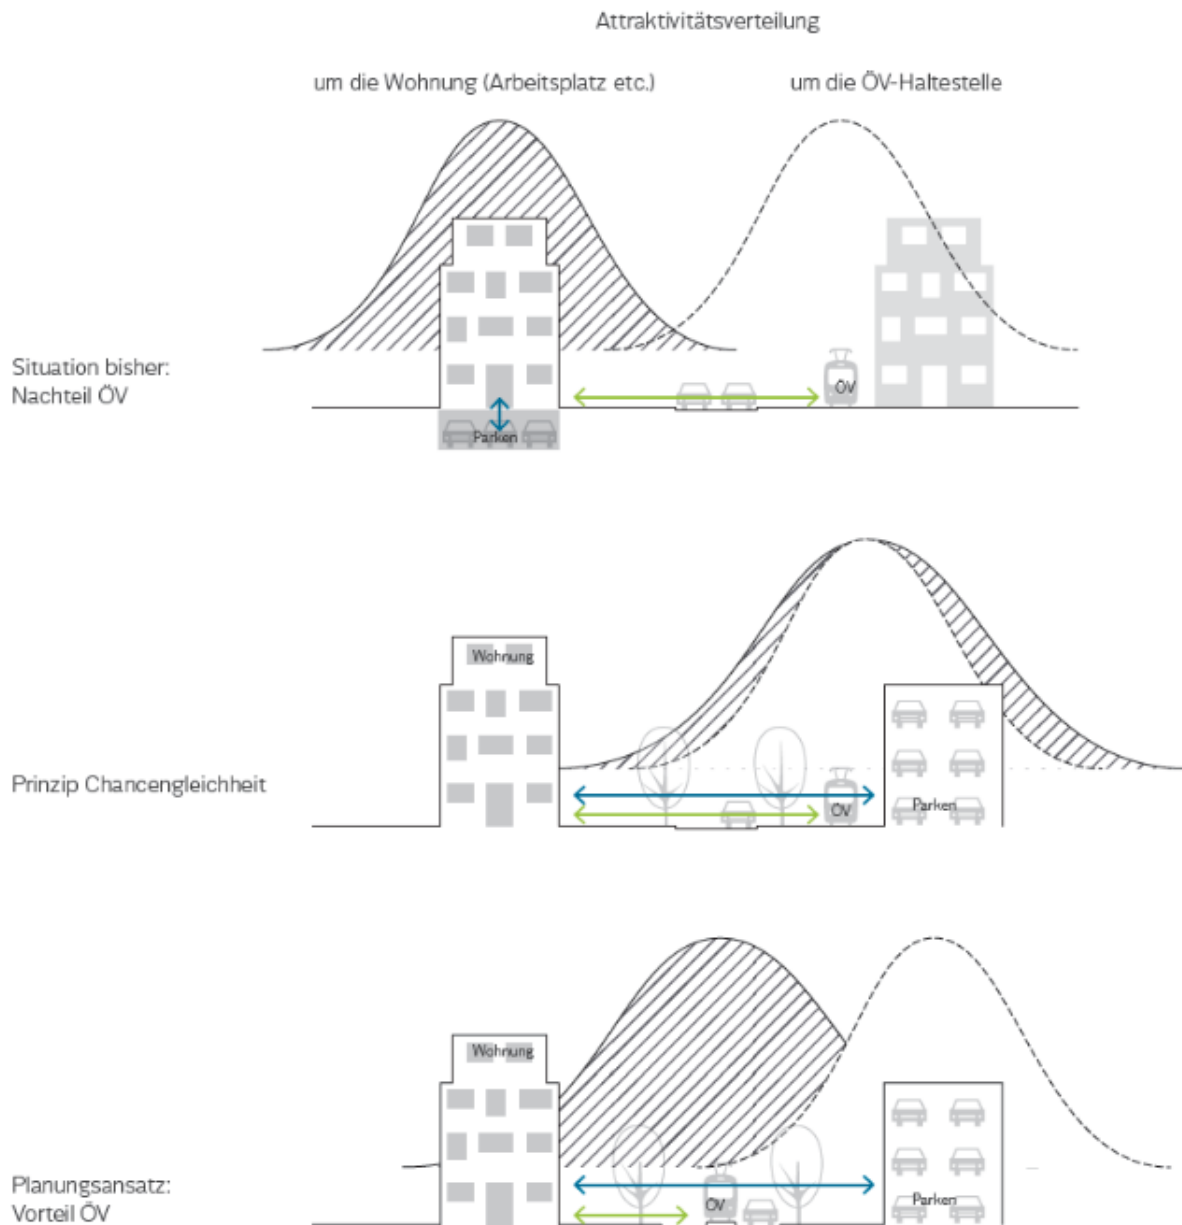 Attraktivitätsverteilung
um die Wohnung (Arbeitsplatz etc.)
um die ÖV-Haltestelle
Situation bisher:
Nachteil ÖV
ÖV
Parken
Wohnung
Prinzip Chancengleichheit
ÖV
Parken
Wohnung
Planungsansatz:
Vorteil ÖV
ÖV
Parken